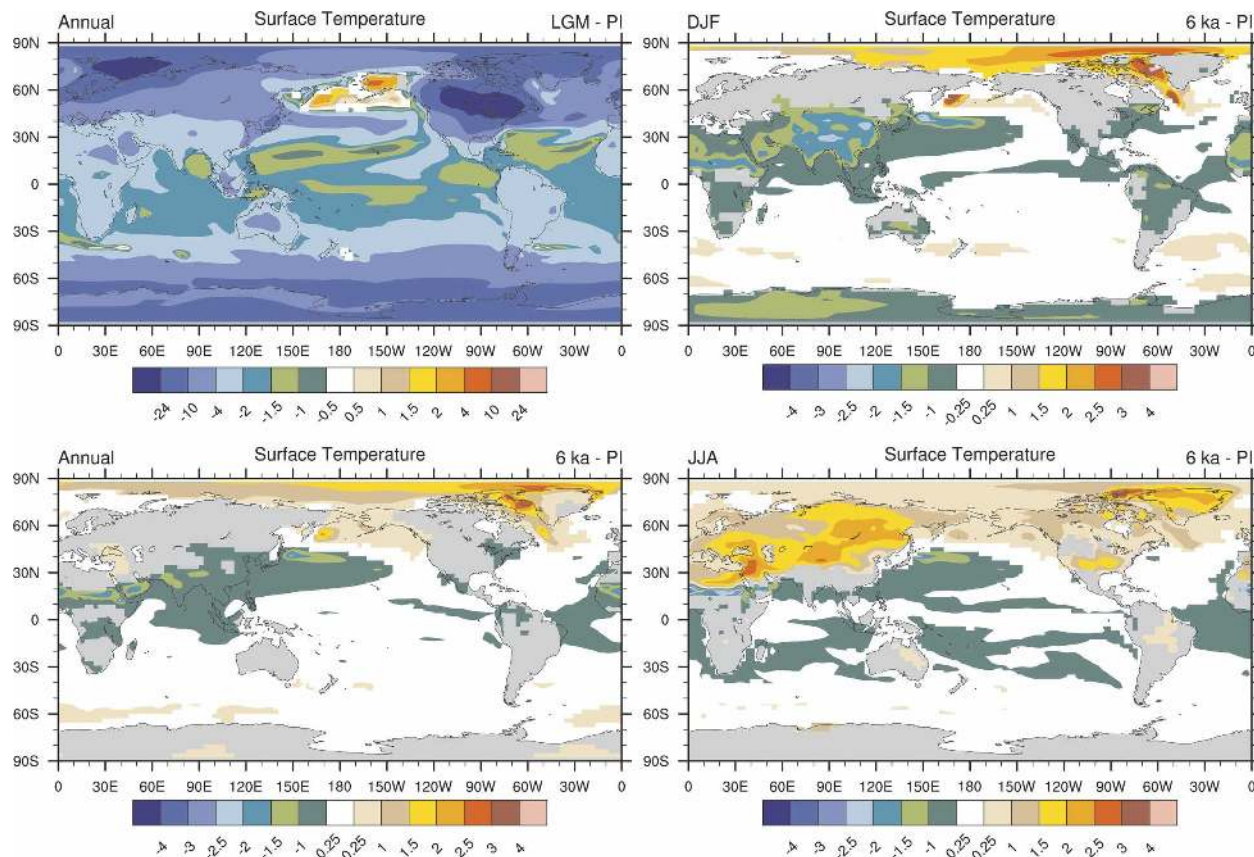 Annual Surface Temperature LGM - PI
90N
60N
30N
0
30S
60S
90S
0 30E 60E 90E 120E 150E 180 150W 120W 90W 60W 30W 0
-24 -10 -4 -2 -1.5 -1 -0.5 0.5 1 1.5 2 4 10 24
DJF Surface Temperature 6 ka - PI
90N
60N
30N
0
30S
60S
90S
0 30E 60E 90E 120E 150E 180 150W 120W 90W 60W 30W 0
-4 -3 -2.5 -2 -1.5 -1 -0.25 0.25 1 1.5 2 2.5 3 4
Annual Surface Temperature 6 ka - PI
90N
60N
30N
0
30S
60S
90S
0 30E 60E 90E 120E 150E 180 150W 120W 90W 60W 30W 0
-4 -3 -2.5 -2 -1.5 -1 -0.25 0.25 1 1.5 2 2.5 3 4
JJA Surface Temperature 6 ka - PI
90N
60N
30N
0
30S
60S
90S
0 30E 60E 90E 120E 150E 180 150W 120W 90W 60W 30W 0
-4 -3 -2.5 -2 -1.5 -1 -0.25 0.25 1 1.5 2 2.5 3 4